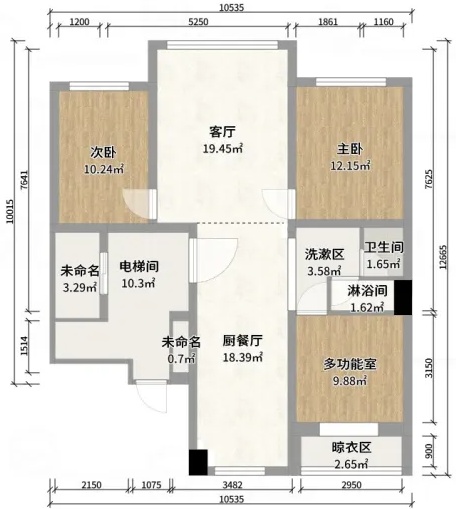 10535
1200 5250 1861 1160
客厅
19.45㎡
次卧
10.24㎡
主卧
12.15㎡
10015
7641
7625
12665
洗漱区
3.58㎡
卫生间
1.65㎡
未命名
3.29㎡
电梯间
10.3㎡
淋浴间
1.62㎡
1514
未命名
0.7㎡
厨餐厅
18.39㎡
多功能室
9.88㎡
3150
晾衣区
2.65㎡
900
2150 1075 3482 2950
10535